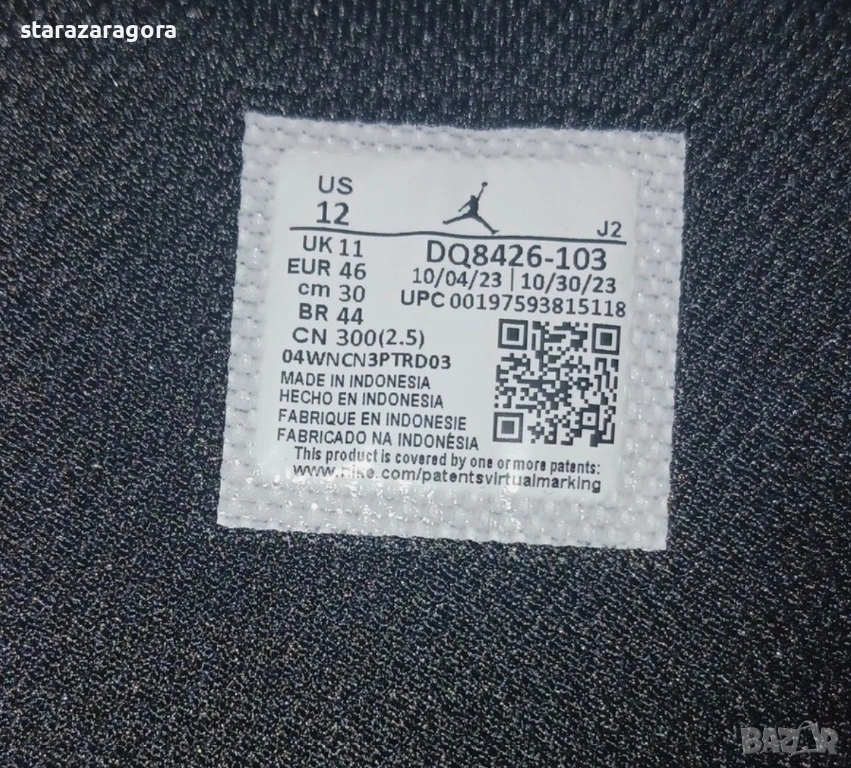 starazaragora
US
12
J2
UK 11
DQ8426-103
EUR 46
10/04/23 | 10/30/23
cm 30
UPC 00197593815118
BR 44
CN 300(2.5)
04WNCN3PTRD03
MADE IN INDONESIA
HECHO EN INDONESIA
FABRIQUE EN INDONESIE
FABRICADO NA INDONÉSIA
This product is covered by one or more patents:
www.nike.com/patentsvirtualmarking
BAZAR